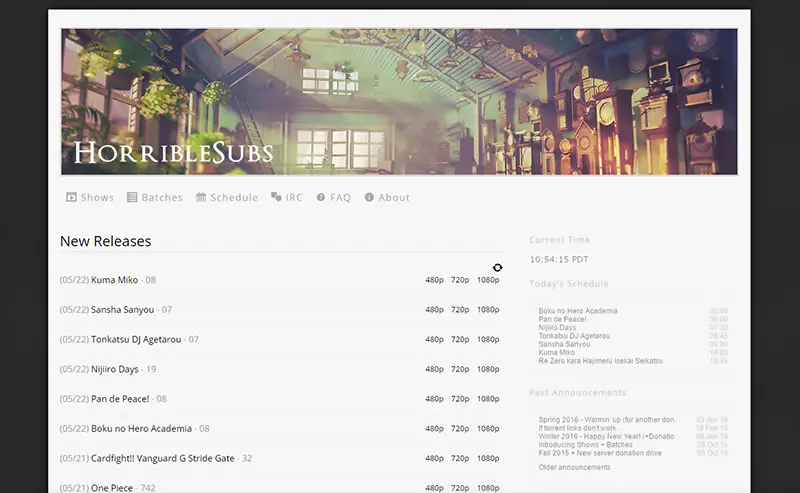 HorribleSubs
Shows Batches Schedule IRC FAQ About
New Releases
(05/22) Kuma Miko - 08 480p 720p 1080p
(05/22) Sansha Sanyou - 07 480p 720p 1080p
(05/22) Tonkatsu DJ Agetarou - 07 480p 720p 1080p
(05/22) Nijiiro Days - 19 480p 720p 1080p
(05/22) Pan de Peace! - 08 480p 720p 1080p
(05/22) Boku no Hero Academia - 08 480p 720p 1080p
(05/21) Cardfight!! Vanguard G Stride Gate - 32 480p 720p 1080p
(05/21) One Piece - 742 480p 720p 1080p
Current Time
10:54:15 PDT
Today's Schedule
Boku no Hero Academia 02:00
Pan de Peace! 06:00
Nijiiro Days 07:30
Tonkatsu DJ Agetarou 08:45
Sansha Sanyou 09:00
Kuma Miko 10:00
Re Zero kara Hajimeru Isekai Seikatsu 10:35
Past Announcements
Spring 2016 - Warmin' up (for another don 02 Apr 16
If torrent links don't work... 18 Feb 16
Winter 2016 - Happy New Year! (+Donatio 06 Jan 16
Introducing Shows + Batches 28 Oct 15
Fall 2015 + New server donation drive 05 Oct 15
Older announcements